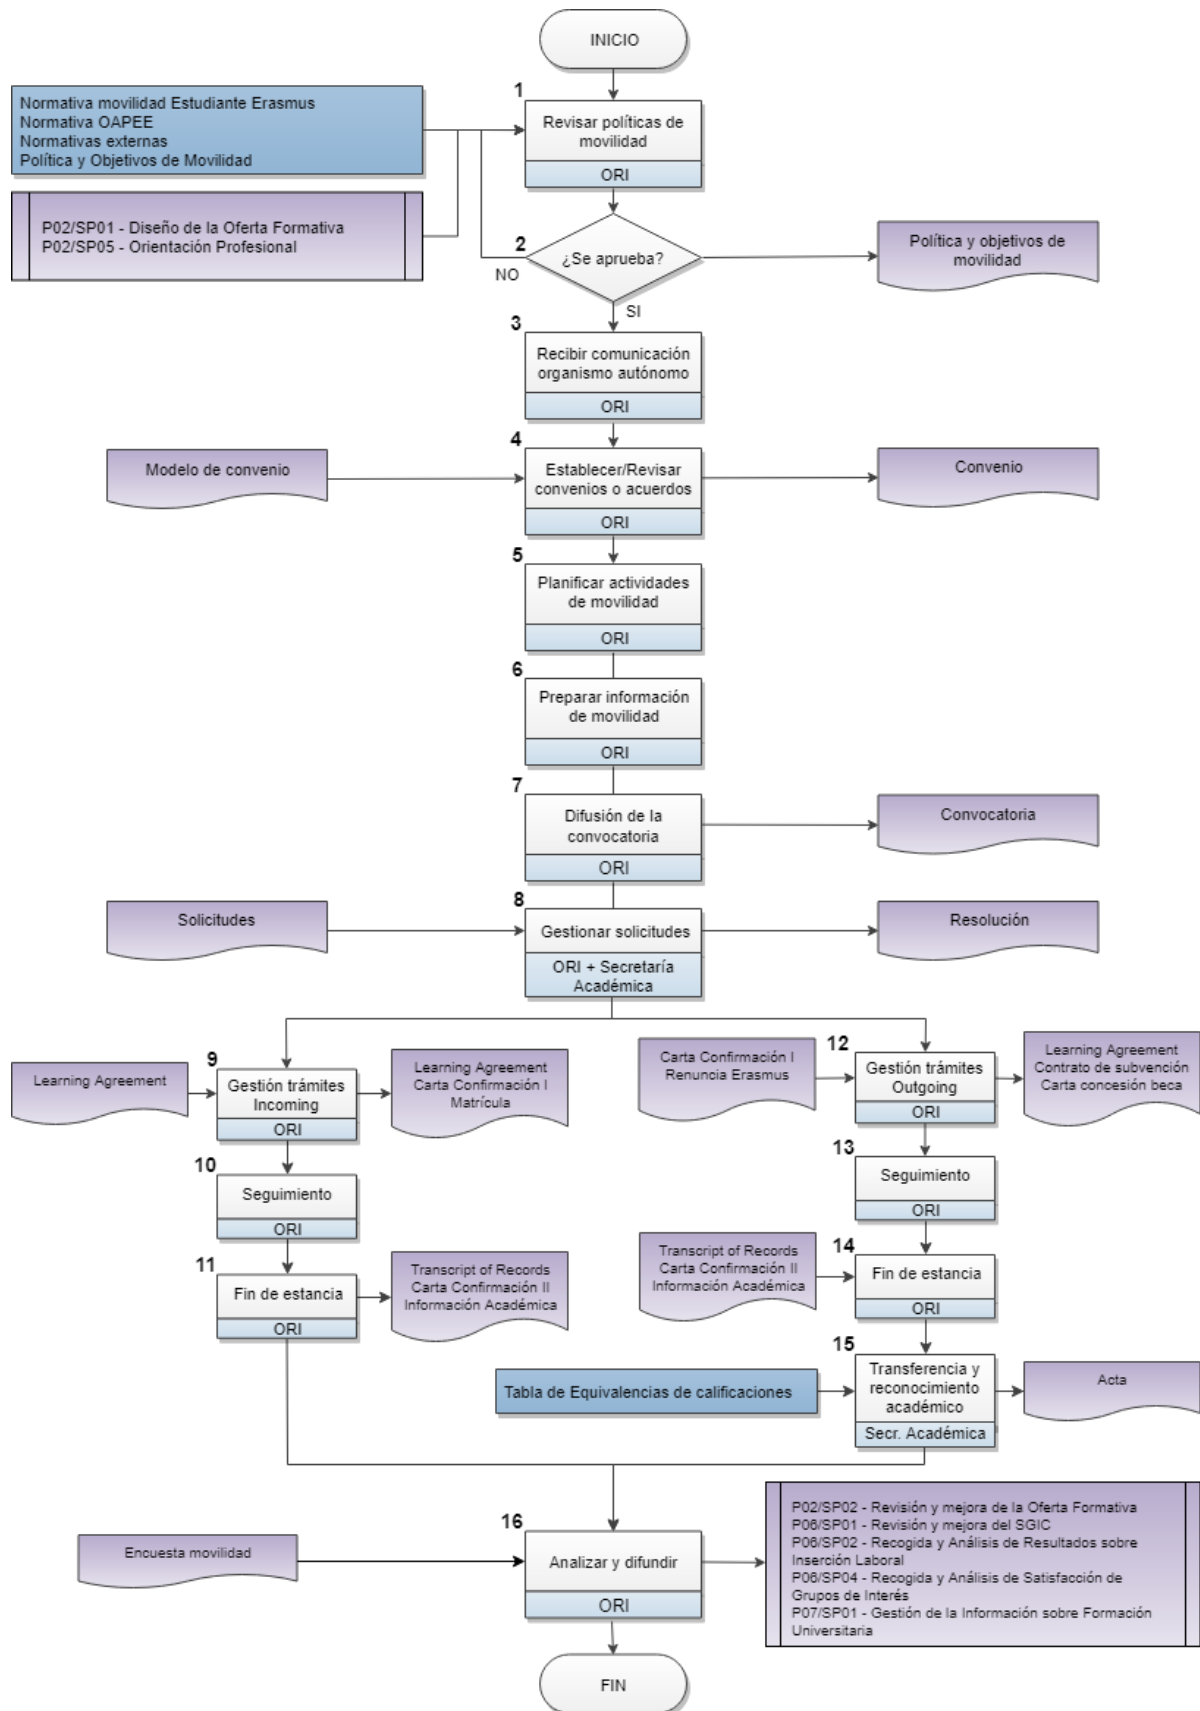 INICIO
Normativa movilidad Estudiante Erasmus
Normativa OAPEE
Normativas externas
Política y Objetivos de Movilidad
1
Revisar políticas de
movilidad
ORI
P02/SP01 - Diseño de la Oferta Formativa
P02/SP05 - Orientación Profesional
2
¿Se aprueba?
NO
SI
Política y objetivos de
movilidad
3
Recibir comunicación
organismo autónomo
ORI
4
Modelo de convenio
Establecer/Revisar
convenios o acuerdos
ORI
Convenio
5
Planificar actividades
de movilidad
ORI
6
Preparar información
de movilidad
ORI
7
Difusión de la
convocatoria
ORI
Convocatoria
8
Solicitudes
Gestionar solicitudes
ORI + Secretaría
Académica
Resolución
9
Learning Agreement
Gestión trámites
Incoming
ORI
Learning Agreement
Carta Confirmación I
Matrícula
10
Seguimiento
ORI
11
Fin de estancia
ORI
Transcript of Records
Carta Confirmación II
Información Académica
12
Carta Confirmación I
Renuncia Erasmus
Gestión trámites
Outgoing
ORI
Learning Agreement
Contrato de subvención
Carta concesión beca
13
Seguimiento
ORI
14
Transcript of Records
Carta Confirmación II
Información Académica
Fin de estancia
ORI
15
Tabla de Equivalencias de calificaciones
Transferencia y
reconocimiento
académico
Secr. Académica
Acta
16
Encuesta movilidad
Analizar y difundir
ORI
P02/SP02 - Revisión y mejora de la Oferta Formativa
P06/SP01 - Revisión y mejora del SGIC
P06/SP02 - Recogida y Análisis de Resultados sobre
Inserción Laboral
P06/SP04 - Recogida y Análisis de Satisfacción de
Grupos de Interés
P07/SP01 - Gestión de la Información sobre Formación
Universitaria
FIN